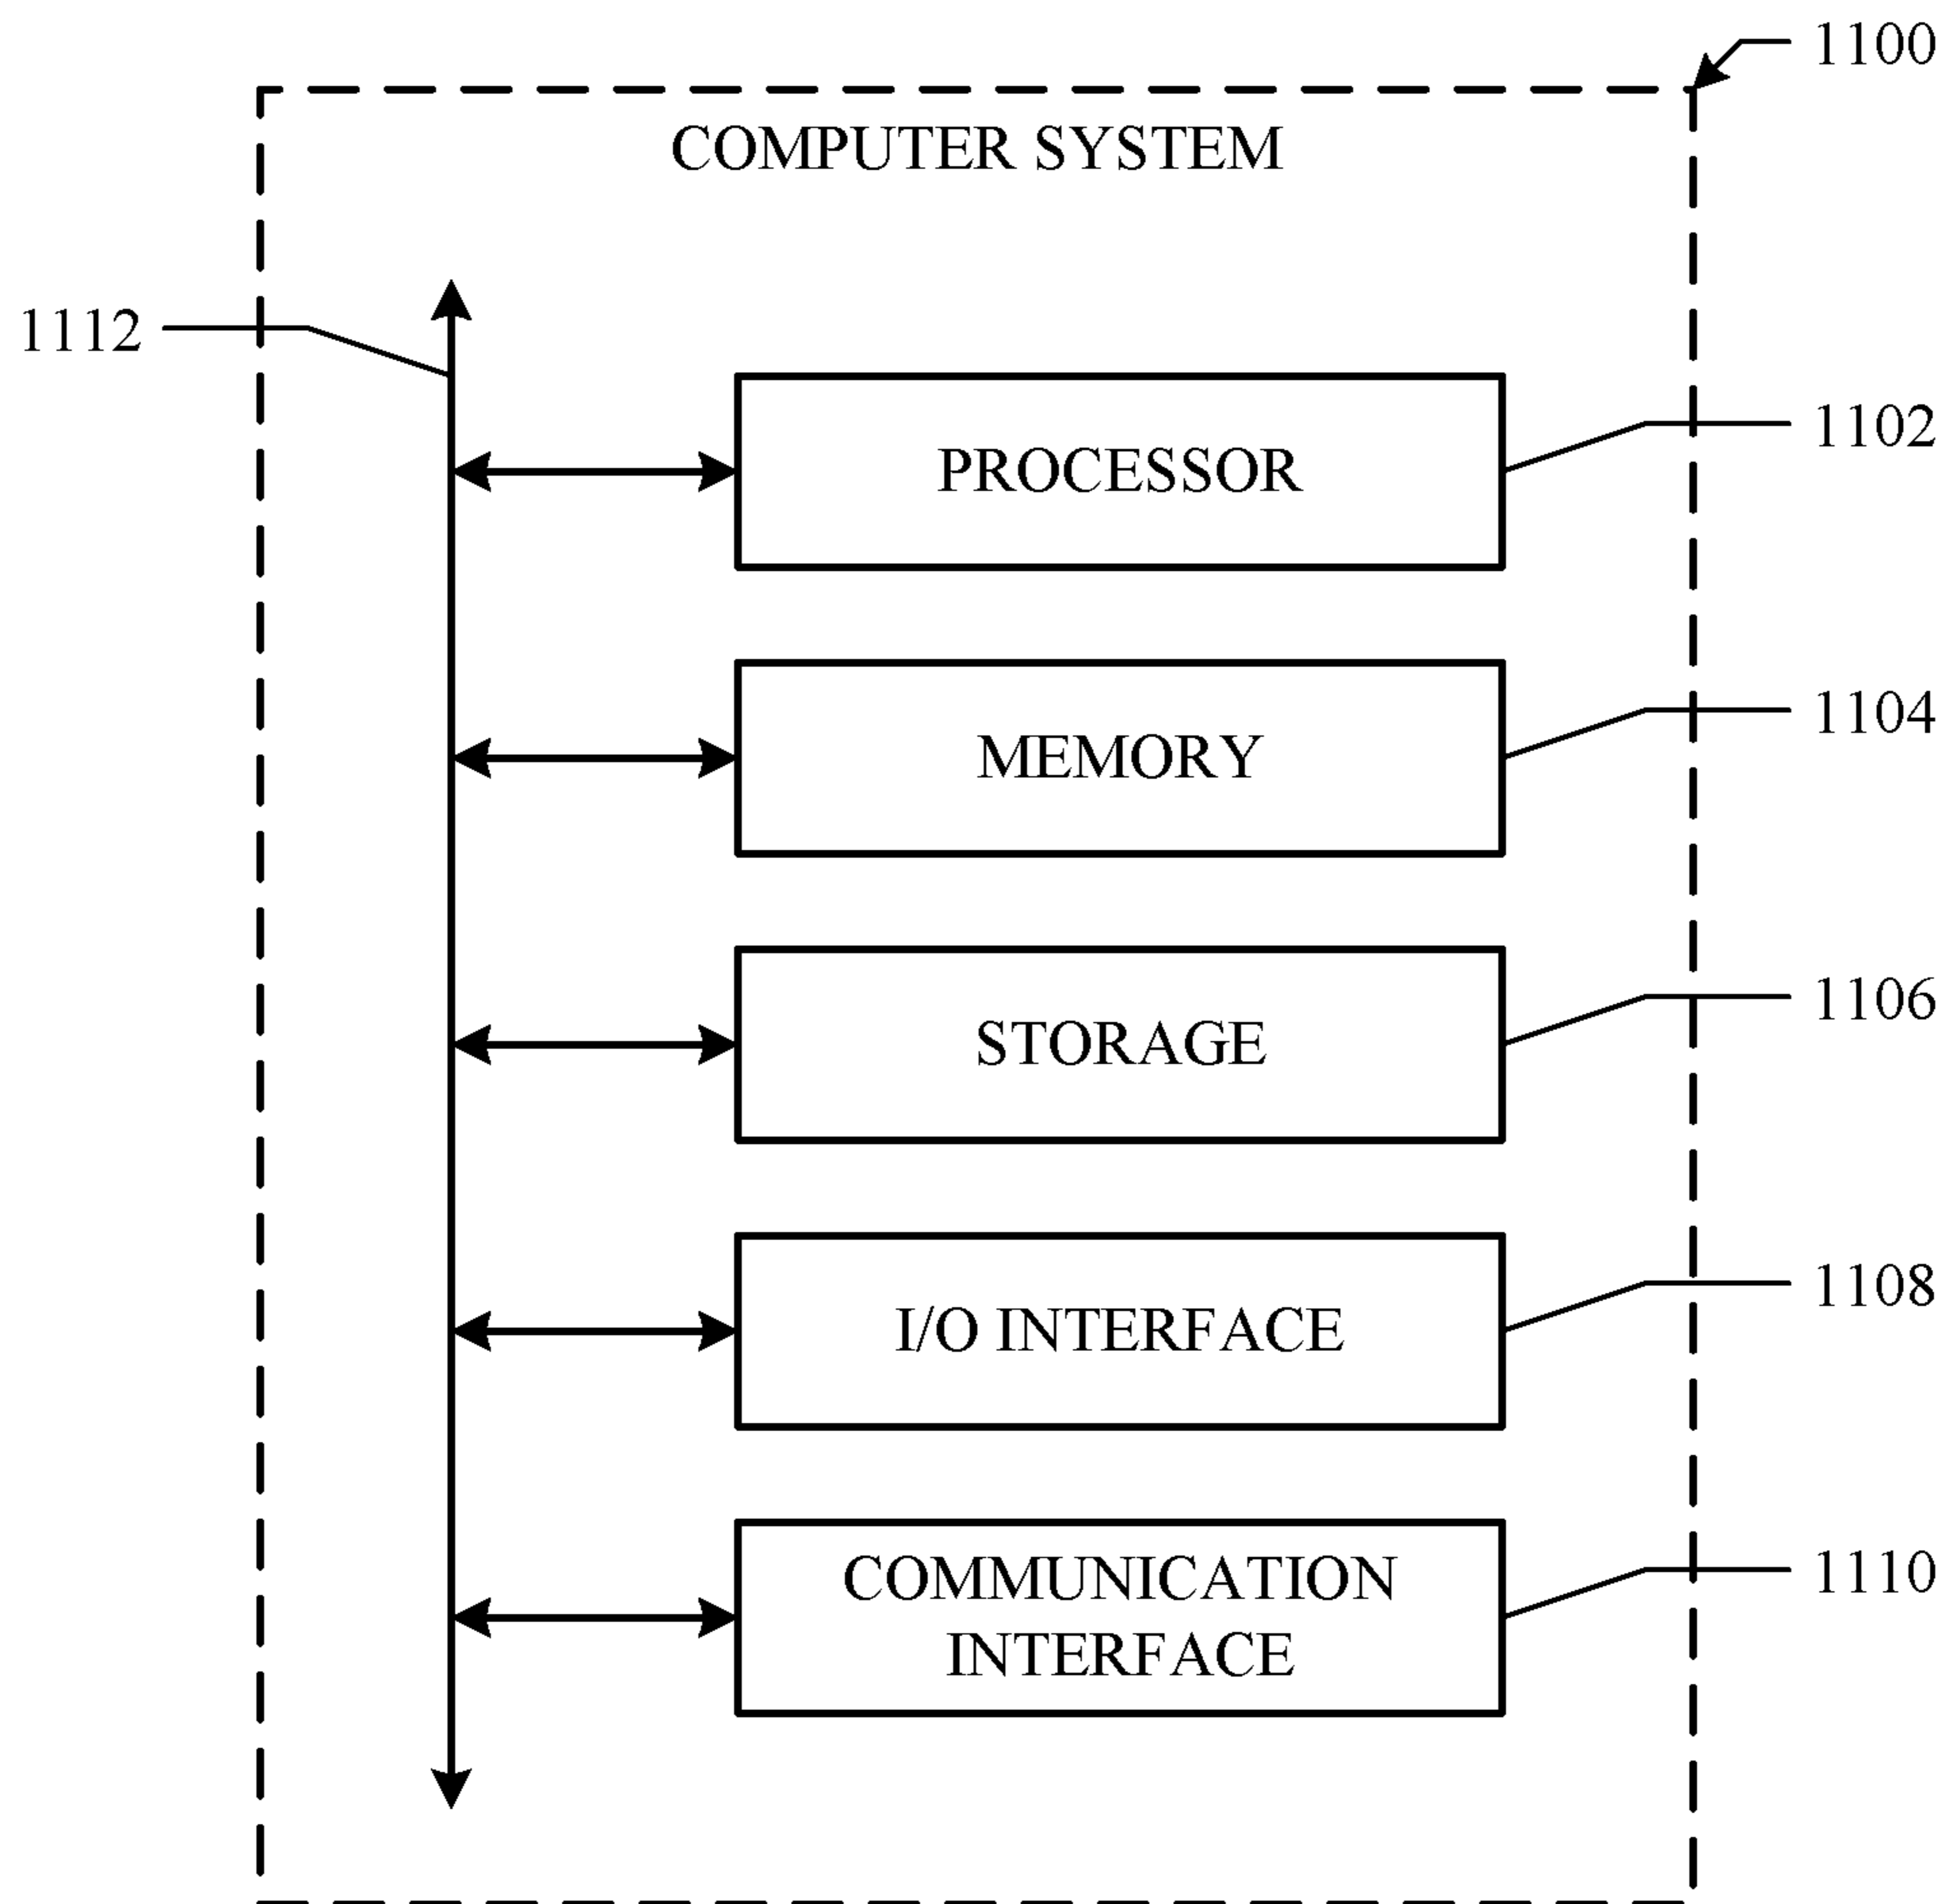 1100
COMPUTER SYSTEM
1112
PROCESSOR
1102
MEMORY
1104
STORAGE
1106
I/O INTERFACE
1108
COMMUNICATION
INTERFACE
1110